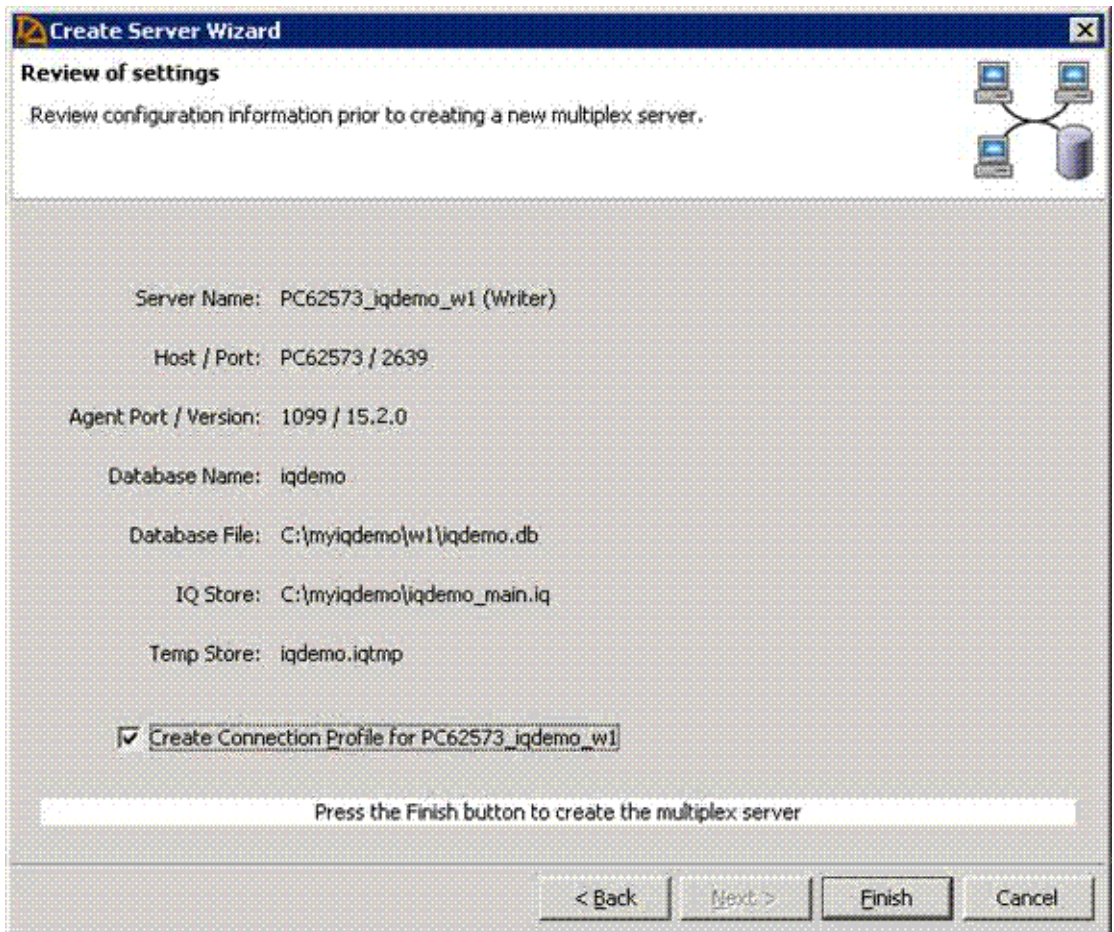 Create Server Wizard
Review of settings
Review configuration information prior to creating a new multiplex server.
Server Name: PC62573_iqdemo_w1 (Writer)
Host / Port: PC62573 / 2639
Agent Port / Version: 1099 / 15.2.0
Database Name: iqdemo
Database File: C:\myiqdemo\w1\iqdemo.db
IQ Store: C:\myiqdemo\iqdemo_main.iq
Temp Store: iqdemo.iqtmp
Create Connection Profile for PC62573_iqdemo_w1
Press the Finish button to create the multiplex server
< Back Next > Finish Cancel